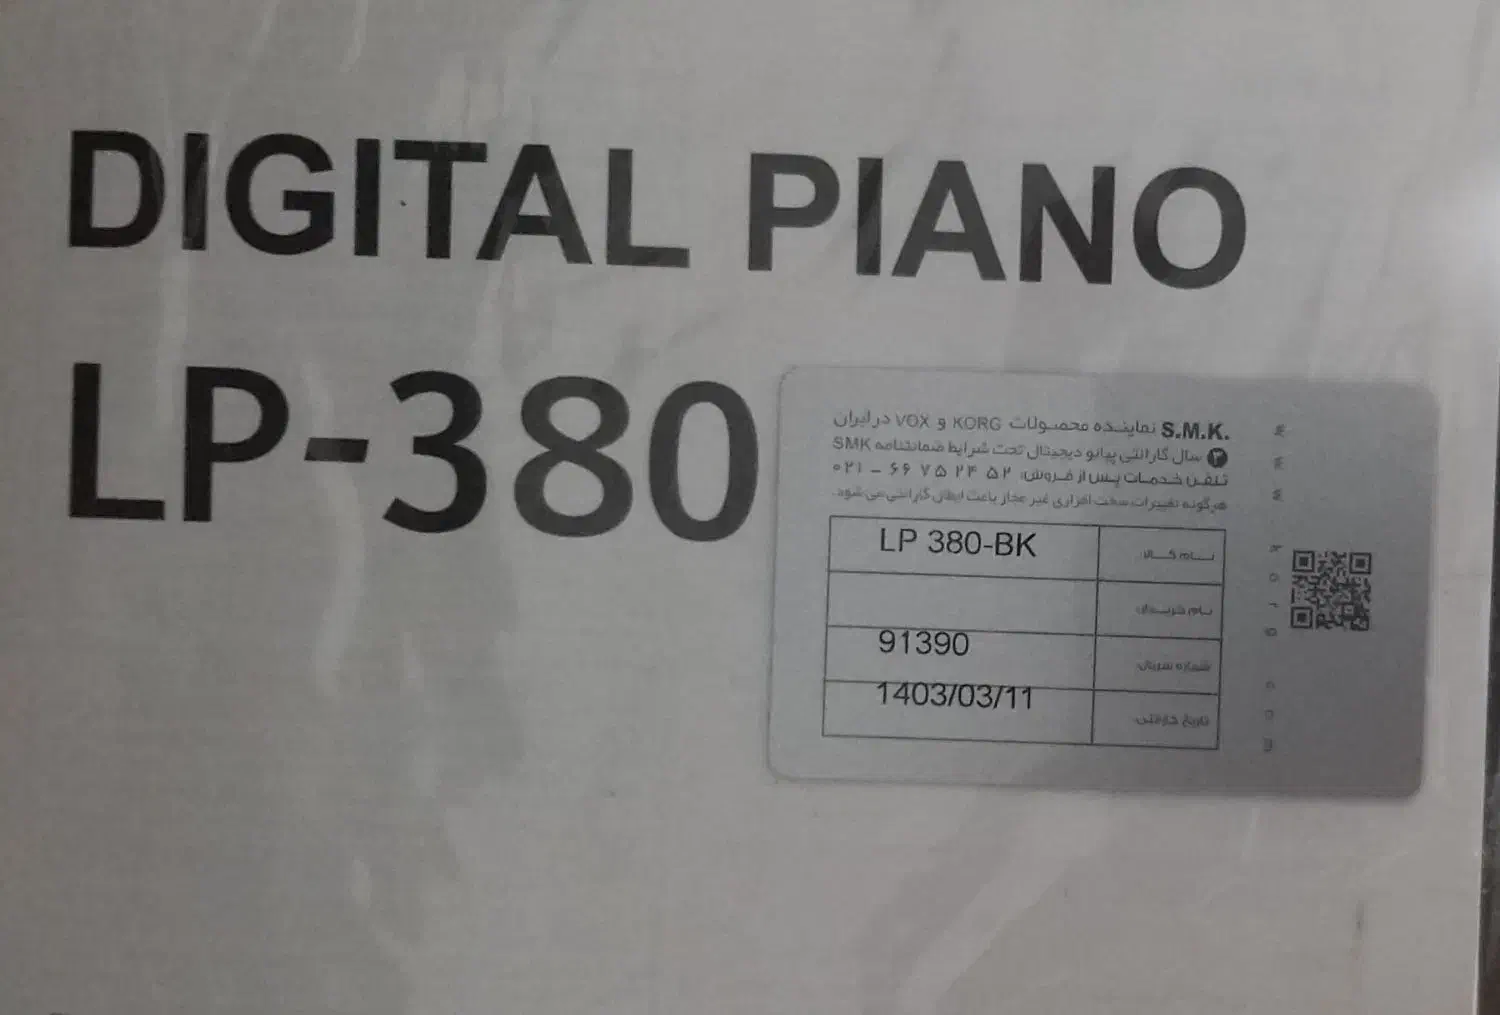 DIGITAL PIANO
LP-380
S.M.K. نماینده محصولات KORG و VOX در ایران
۳ سال گارانتی پیانو دیجیتال تحت شرایط ضمانتنامه SMK
تلفن خدمات پس از فروش: ۵۲ ۲۴ ۷۵ ۶۶ - ۰۲۱
هرگونه تغییرات سخت افزاری غیر مجاز باعث ابطال گارانتی می شود.
نام کالا: LP 380-BK
نام خریدار:
شماره سریال: 91390
تاریخ گارانتی: 1403/03/11